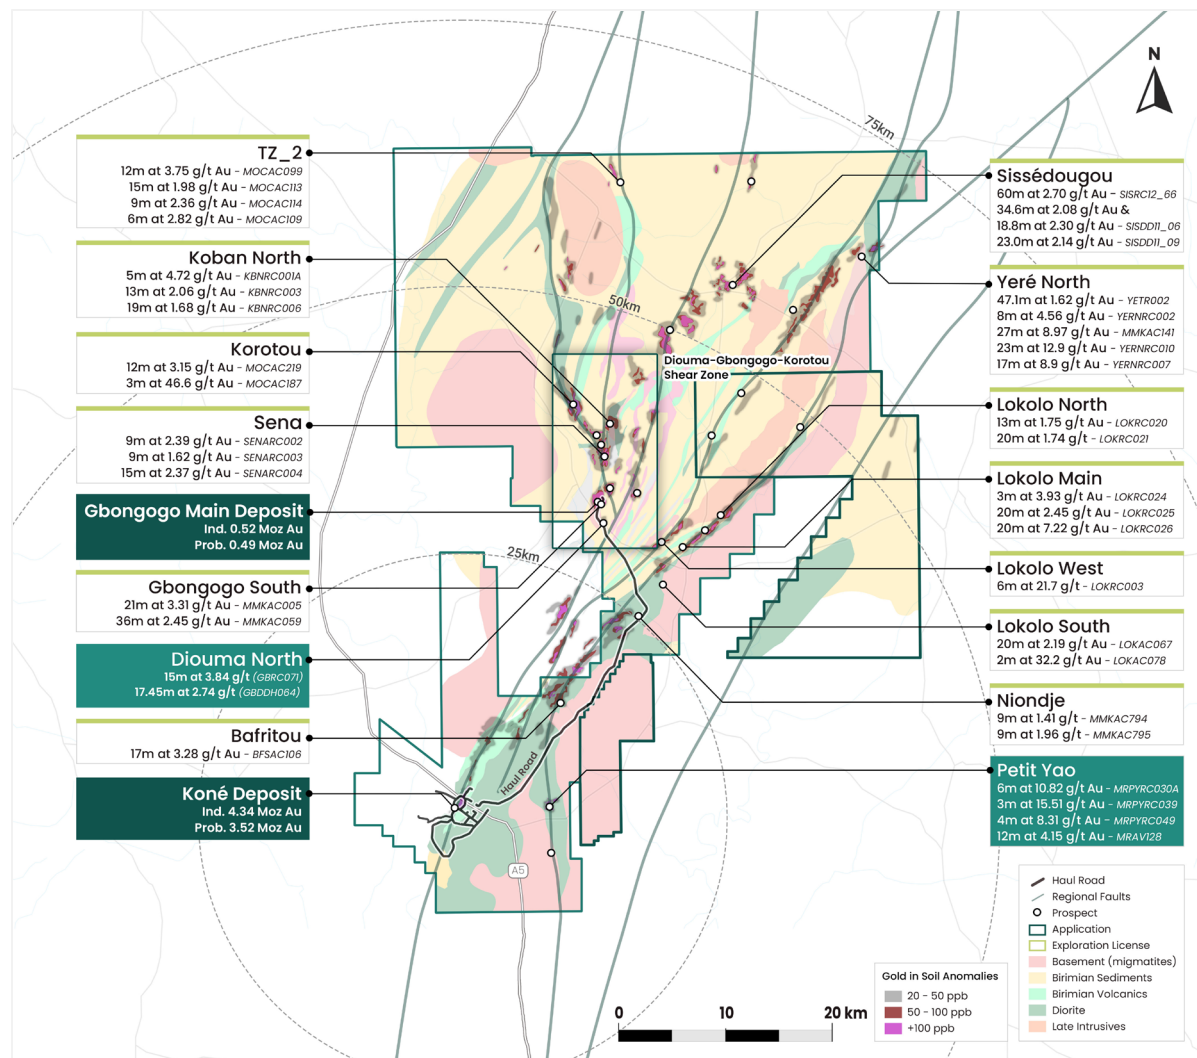 N
75km
50km
25km
TZ_2
12m at 3.75 g/t Au - MOCAC099
15m at 1.98 g/t Au - MOCAC113
9m at 2.36 g/t Au - MOCAC114
6m at 2.82 g/t Au - MOCAC109
Koban North
5m at 4.72 g/t Au - KBNRC001A
13m at 2.06 g/t Au - KBNRC003
19m at 1.68 g/t Au - KBNRC006
Korotou
12m at 3.15 g/t Au - MOCAC219
3m at 46.6 g/t Au - MOCAC187
Sena
9m at 2.39 g/t Au - SENARC002
9m at 1.62 g/t Au - SENARC003
15m at 2.37 g/t Au - SENARC004
Gbongogo Main Deposit
Ind. 0.52 Moz Au
Prob. 0.49 Moz Au
Gbongogo South
21m at 3.31 g/t Au - MMKAC005
36m at 2.45 g/t Au - MMKAC059
Diouma North
15m at 3.84 g/t (GBRC071)
17.45m at 2.74 g/t (GBDDH064)
Bafritou
17m at 3.28 g/t Au - BFSAC106
Koné Deposit
Ind. 4.34 Moz Au
Prob. 3.52 Moz Au
Diouma-Gbongogo-Korotou
Shear Zone
Haul Road
A5
Sissédougou
60m at 2.70 g/t Au - SISRC12_66
34.6m at 2.08 g/t Au &
18.8m at 2.30 g/t Au - SISDD11_06
23.0m at 2.14 g/t Au - SISDD11_09
Yeré North
47.1m at 1.62 g/t Au - YETR002
8m at 4.56 g/t Au - YERNRC002
27m at 8.97 g/t Au - MMKAC141
23m at 12.9 g/t Au - YERNRC010
17m at 8.9 g/t Au - YERNRC007
Lokolo North
13m at 1.75 g/t Au - LOKRC020
20m at 1.74 g/t - LOKRC021
Lokolo Main
3m at 3.93 g/t Au - LOKRC024
20m at 2.45 g/t Au - LOKRC025
20m at 7.22 g/t Au - LOKRC026
Lokolo West
6m at 21.7 g/t - LOKRC003
Lokolo South
20m at 2.19 g/t Au - LOKAC067
2m at 32.2 g/t Au - LOKAC078
Niondje
9m at 1.41 g/t - MMKAC794
9m at 1.96 g/t - MMKAC795
Petit Yao
6m at 10.82 g/t Au - MRPYRC030A
3m at 15.51 g/t Au - MRPYRC039
4m at 8.31 g/t Au - MRPYRC049
12m at 4.15 g/t Au - MRAV128
Haul Road
Regional Faults
Prospect
Application
Exploration License
Basement (migmatites)
Birimian Sediments
Birimian Volcanics
Diorite
Late Intrusives
Gold in Soil Anomalies
20 - 50 ppb
50 - 100 ppb
+100 ppb
0 10 20 km